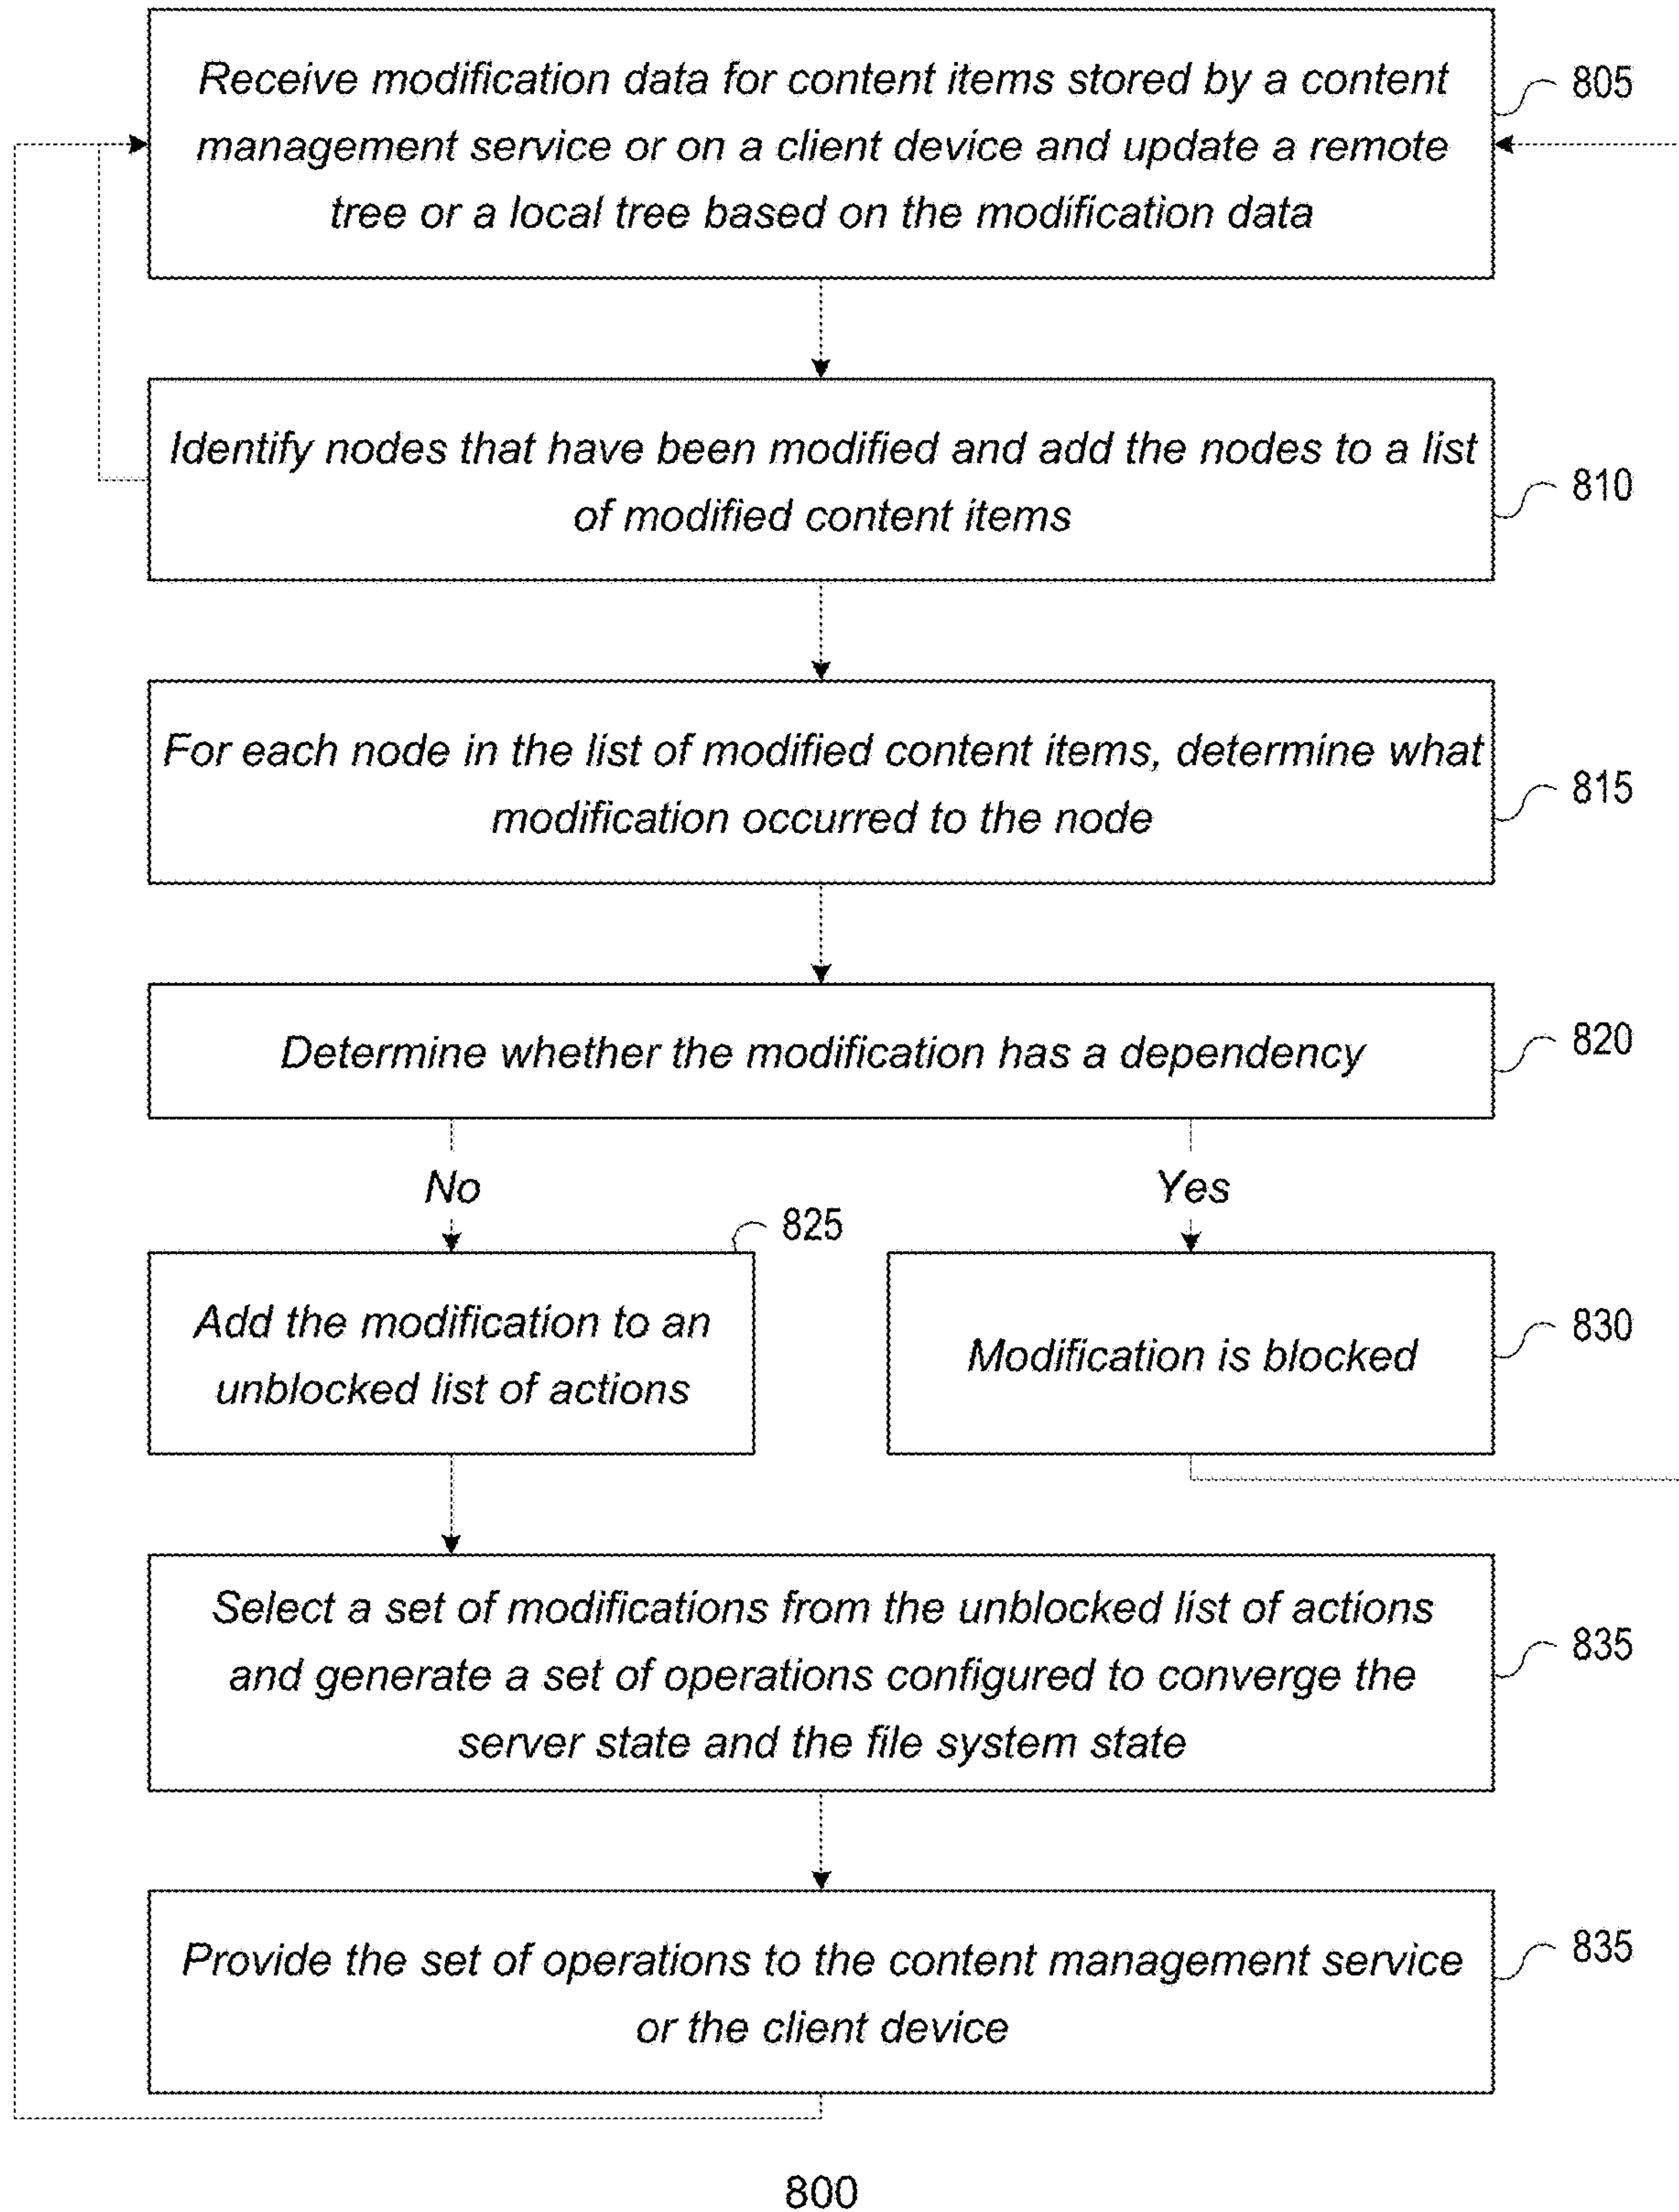 Receive modification data for content items stored by a content
management service or on a client device and update a remote
tree or a local tree based on the modification data
805
Identify nodes that have been modified and add the nodes to a list
of modified content items
810
For each node in the list of modified content items, determine what
modification occurred to the node
815
Determine whether the modification has a dependency
820
No
Yes
825
Add the modification to an
unblocked list of actions
Modification is blocked
830
Select a set of modifications from the unblocked list of actions
and generate a set of operations configured to converge the
server state and the file system state
835
Provide the set of operations to the content management service
or the client device
835
800